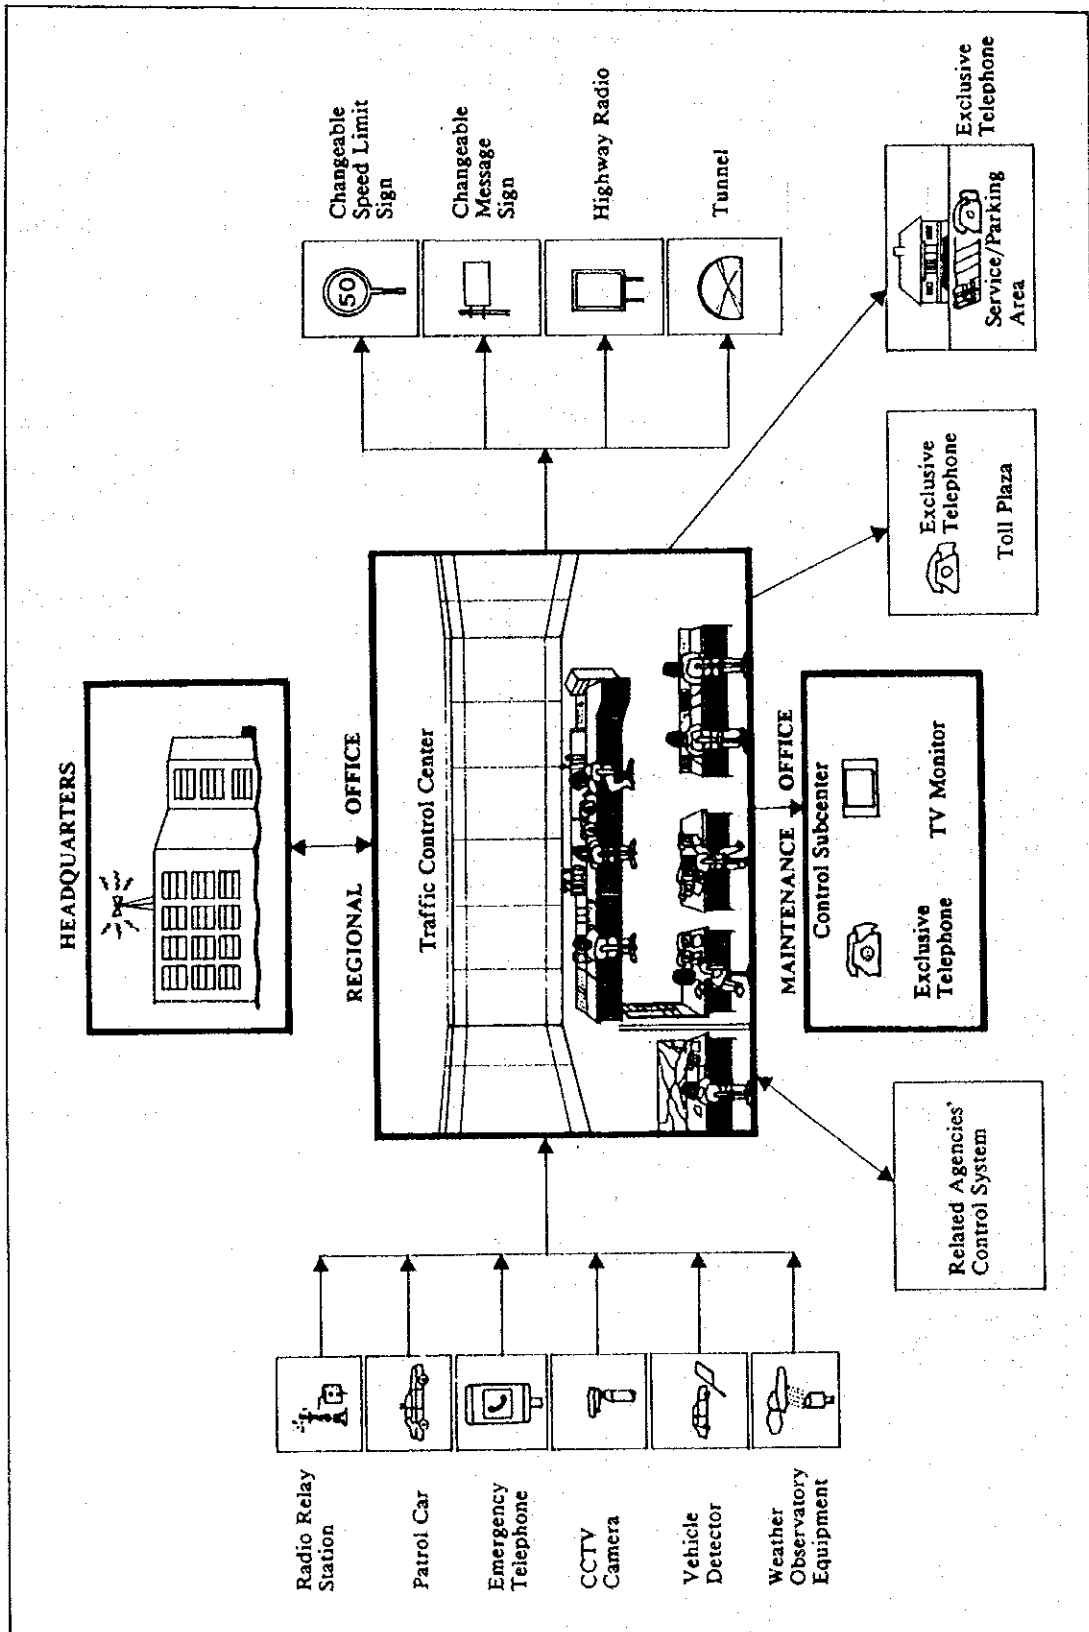 HEADQUARTERS
REGIONAL OFFICE
Traffic Control Center
Radio Relay
Station
Patrol Car
Emergency
Telephone
CCTV
Camera
Vehicle
Detector
Weather
Observatory
Equipment
50
Changeable
Speed Limit
Sign
Changeable
Message
Sign
Highway Radio
Tunnel
Related Agencies'
Control System
MAINTENANCE OFFICE
Control Subcenter
Exclusive
Telephone
TV Monitor
Exclusive
Telephone
Toll Plaza
Service/Parking
Area
Exclusive
Telephone